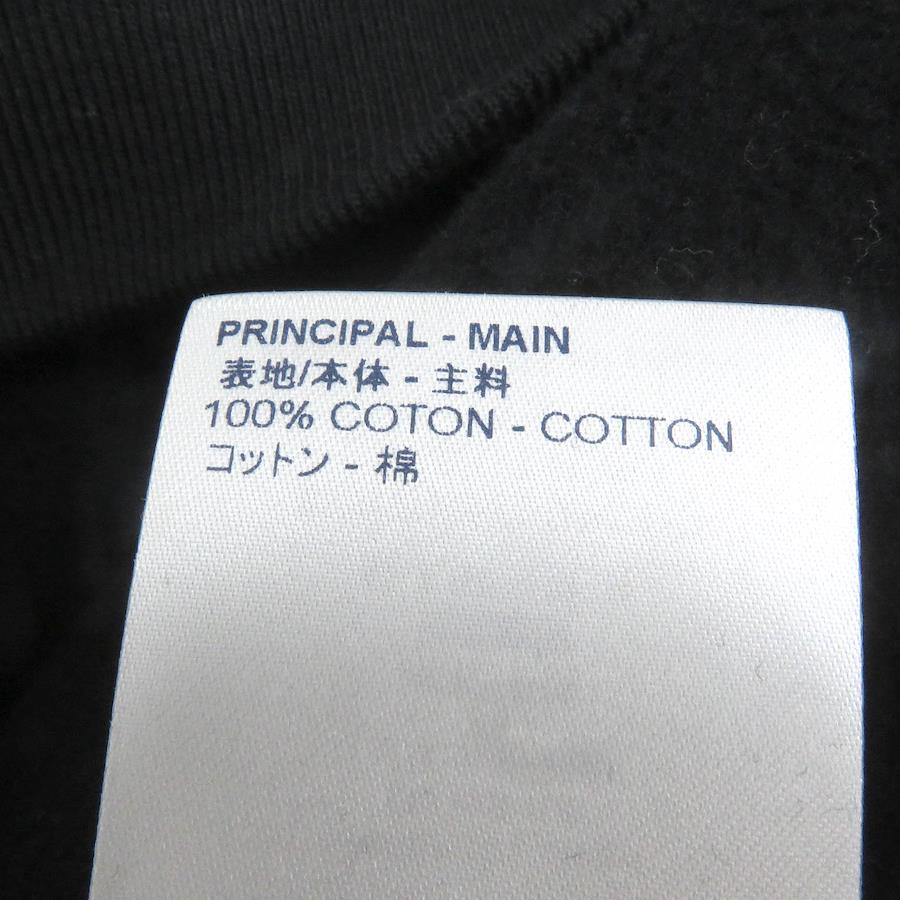 PRINCIPAL - MAIN
表地/本体 - 主料
100% COTON - COTTON
コットン - 棉